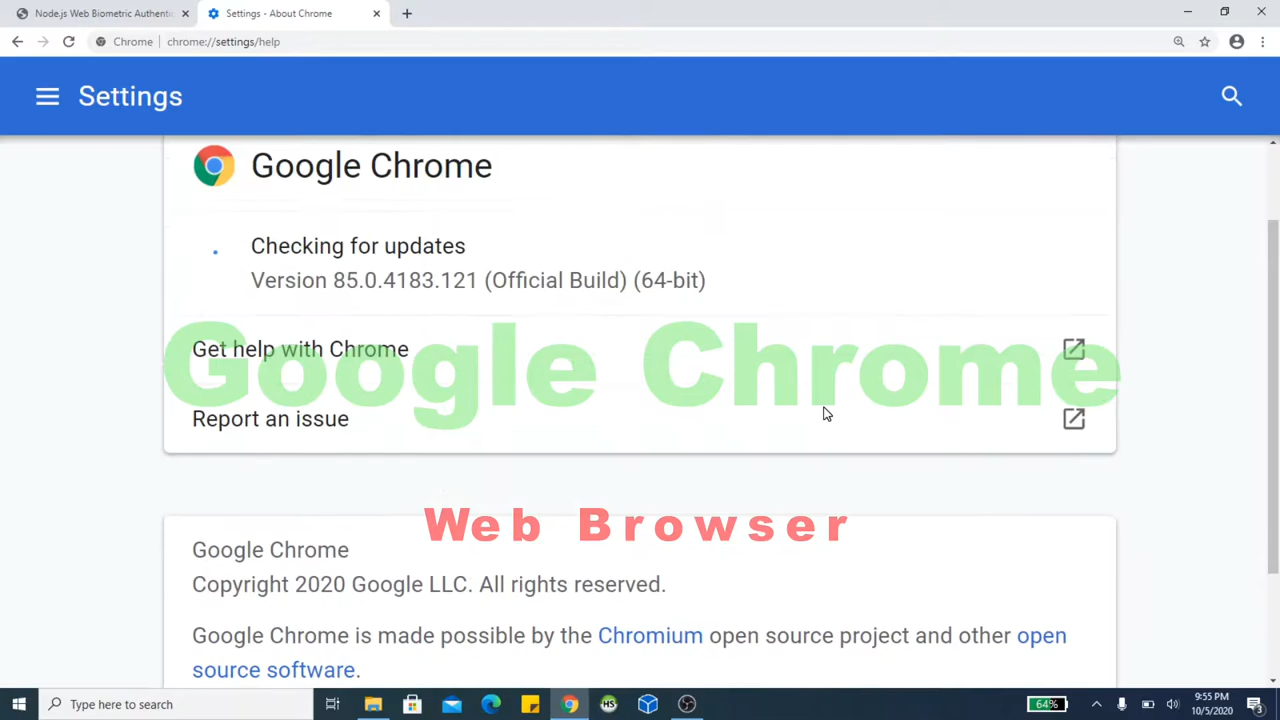 Node.js Web Biometric Authentic
Settings - About Chrome
Chrome
chrome://settings/help
Settings
Google Chrome
Checking for updates
Version 85.0.4183.121 (Official Build) (64-bit)
Get help with Chrome
Google Chrome
Report an issue
Web Browser
Google Chrome
Copyright 2020 Google LLC. All rights reserved.
Google Chrome is made possible by the Chromium open source project and other open
source software.
Type here to search
HS
64%
9:55 PM
10/5/2020
3